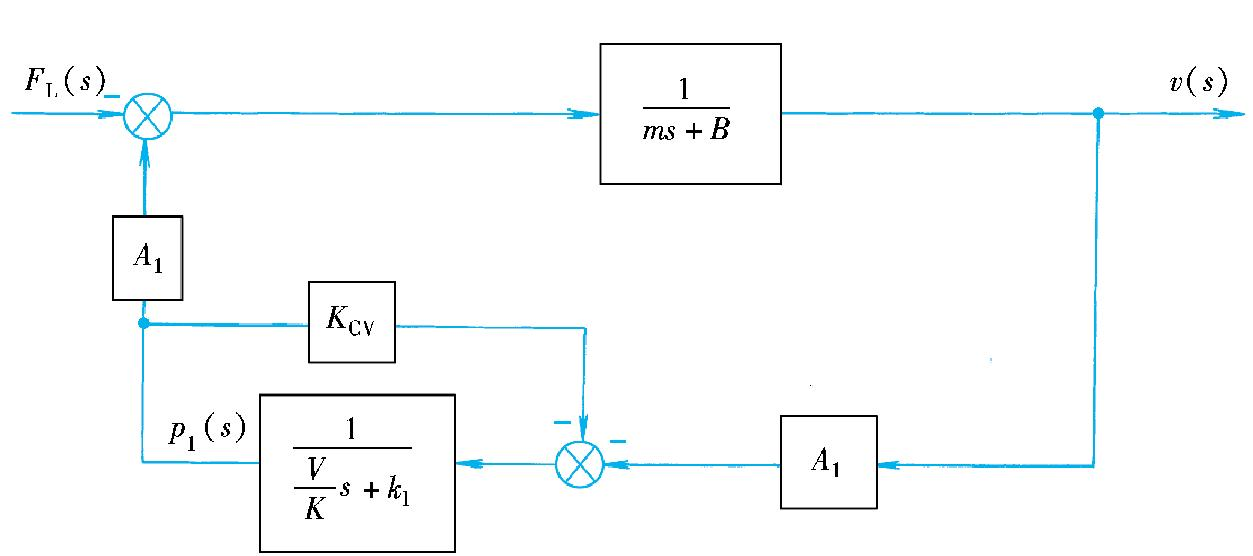 F_L(s) −
1
ms + B
v(s)
A_1
K_CV
p_1(s)
1
V
K
s + k_1
− −
A_1